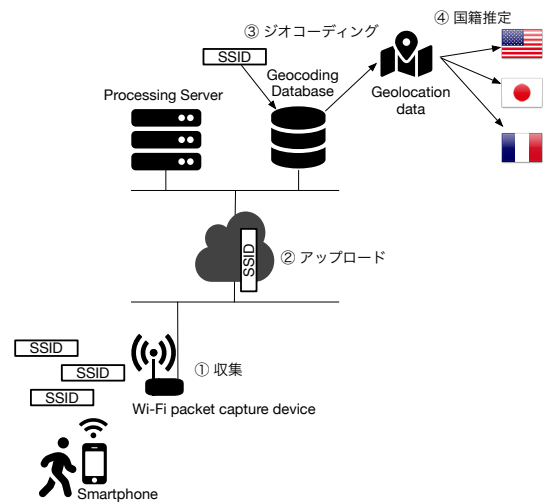 ④ 国籍推定
③ ジオコーディング
SSID
Geocoding
Database
Processing Server
Geolocation
data
SSID
② アップロード
SSID
SSID
SSID
① 収集
Wi-Fi packet capture device
Smartphone